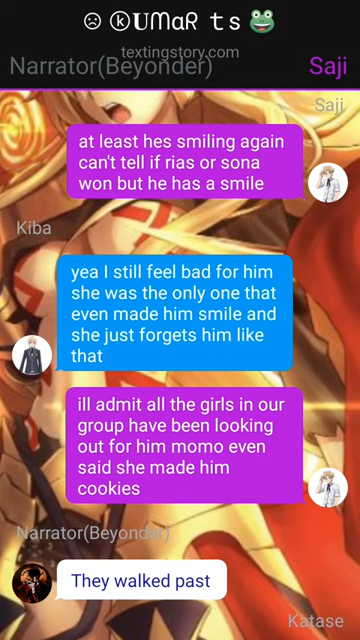 ☹ ⓚUᗰᗩR ts 🐸
textingstory.com
Narrator(Beyonder) Saji
Saji
at least hes smiling again
can't tell if rias or sona
won but he has a smile
Kiba
yea I still feel bad for him
she was the only one that
even made him smile and
she just forgets him like
that
ill admit all the girls in our
group have been looking
out for him momo even
said she made him
cookies
Narrator(Beyonder)
They walked past
Katase